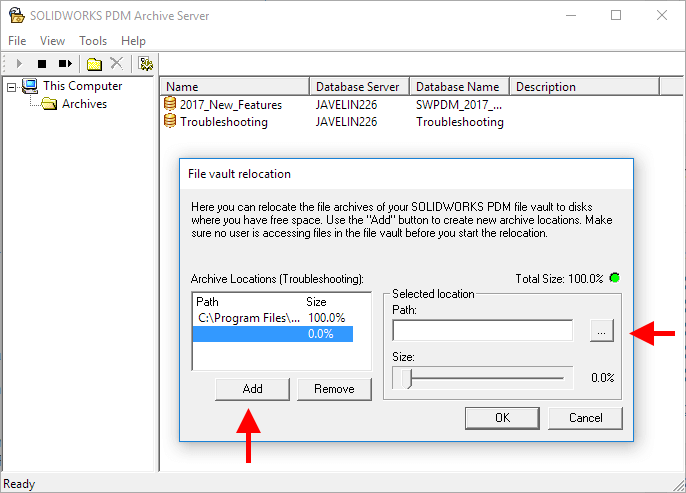 SOLIDWORKS PDM Archive Server
File View Tools Help
This Computer
Archives
Name Database Server Database Name Description
2017_New_Features JAVELIN226 SWPDM_2017_...
Troubleshooting JAVELIN226 Troubleshooting
File vault relocation
Here you can relocate the file archives of your SOLIDWORKS PDM file vault to disks
where you have free space. Use the "Add" button to create new archive locations. Make
sure no user is accessing files in the file vault before you start the relocation.
Archive Locations (Troubleshooting):
Total Size: 100.0%
Path Size
C:\Program Files\... 100.0%
0.0%
Add Remove
Selected location
Path:
...
Size:
0.0%
OK Cancel
Ready